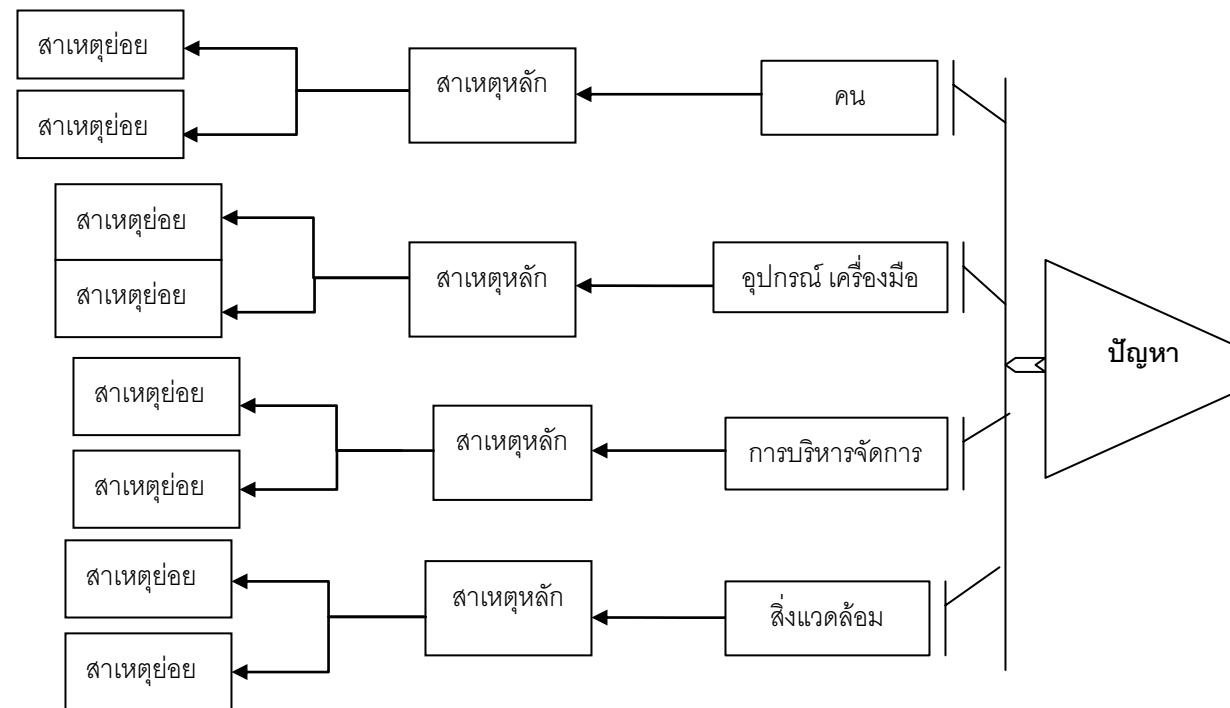 สาเหตุย่อย
สาเหตุหลัก
คน
สาเหตุย่อย
สาเหตุย่อย
สาเหตุหลัก
อุปกรณ์ เครื่องมือ
สาเหตุย่อย
ปัญหา
สาเหตุย่อย
สาเหตุหลัก
การบริหารจัดการ
สาเหตุย่อย
สาเหตุย่อย
สาเหตุหลัก
สิ่งแวดล้อม
สาเหตุย่อย